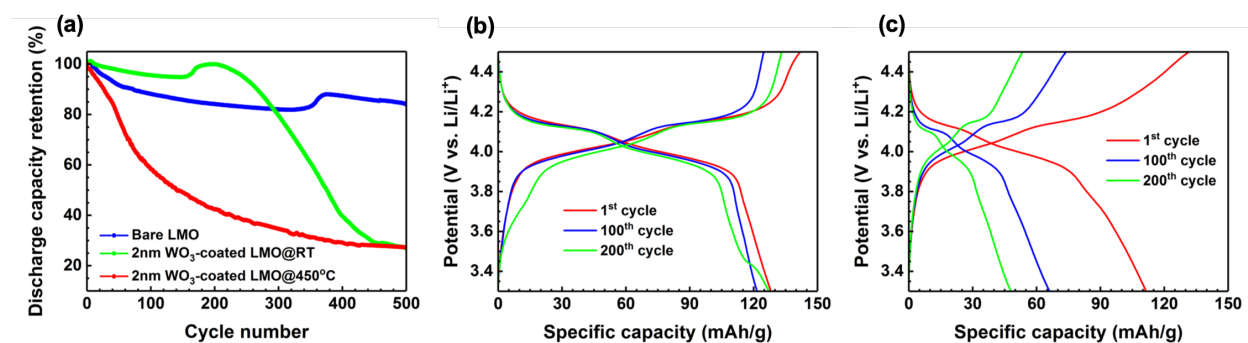 (a)
Discharge capacity retention (%)
100
80
60
40
20
Bare LMO
2nm WO₃-coated LMO@RT
2nm WO₃-coated LMO@450°C
0 100 200 300 400 500
Cycle number
(b)
Potential (V vs. Li/Li⁺)
4.4
4.2
4.0
3.8
3.6
3.4
1ˢᵗ cycle
100ᵗʰ cycle
200ᵗʰ cycle
0 30 60 90 120 150
Specific capacity (mAh/g)
(c)
Potential (V vs. Li/Li⁺)
4.4
4.2
4.0
3.8
3.6
3.4
1ˢᵗ cycle
100ᵗʰ cycle
200ᵗʰ cycle
0 30 60 90 120 150
Specific capacity (mAh/g)